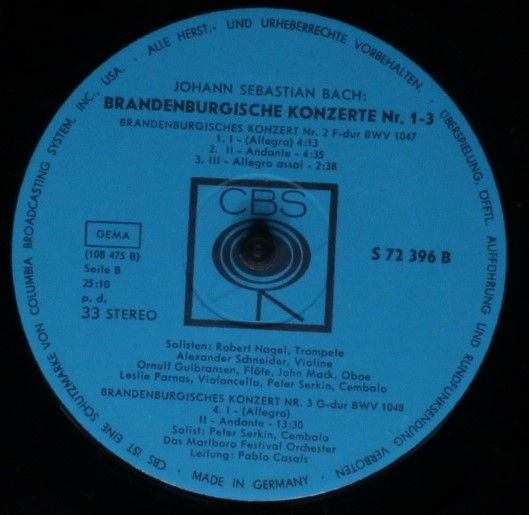 ALLE HERST.- UND URHEBERRECHTE VORBEHALTEN. · ÜBERSPIELUNG, ÖFFTL. AUFFÜHRUNG UND RUNDFUNKSENDUNG VERBOTEN
JOHANN SEBASTIAN BACH:
BRANDENBURGISCHE KONZERTE Nr. 1-3
BRANDENBURGISCHES KONZERT Nr. 2 F-dur BWV 1047
1. I - (Allegro) 4:13
2. II - Andante - 4:35
3. III - Allegro assai - 2:38
CBS
GEMA
(108 475 B)
Seite B
25:10
p. d.
33 STEREO
S 72 396 B
Solisten: Robert Nagel, Trompete
Alexander Schneider, Violine
Ornulf Gulbransen, Flöte, John Mack, Oboe
Leslie Parnas, Violoncello, Peter Serkin, Cembalo
BRANDENBURGISCHES KONZERT NR. 3 G-dur BWV 1048
4. I - (Allegro)
II - Andante - 13:30
Solist: Peter Serkin, Cembalo
Das Marlboro Festival Orchester
Leitung: Pablo Casals
· MADE IN GERMANY ·
CBS IST EINE SCHUTZMARKE VON COLUMBIA BROADCASTING SYSTEM, INC., USA.